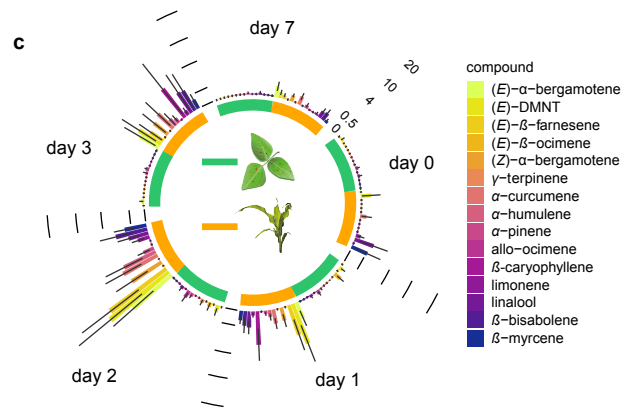 c
day 7
20
10
4
0.5
0
day 0
day 3
day 2
day 1
compound
(E)−α−bergamotene
(E)−DMNT
(E)−ß−farnesene
(E)−ß−ocimene
(Z)−α−bergamotene
γ−terpinene
α−curcumene
α−humulene
α−pinene
allo−ocimene
ß−caryophyllene
limonene
linalool
ß−bisabolene
ß−myrcene